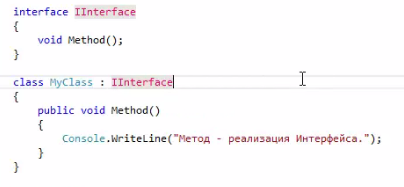 interface IInterface
{
    void Method();
}
class MyClass : IInterface
{
    public void Method()
    {
        Console.WriteLine("Метод - реализация Интерфейса.");
    }
}